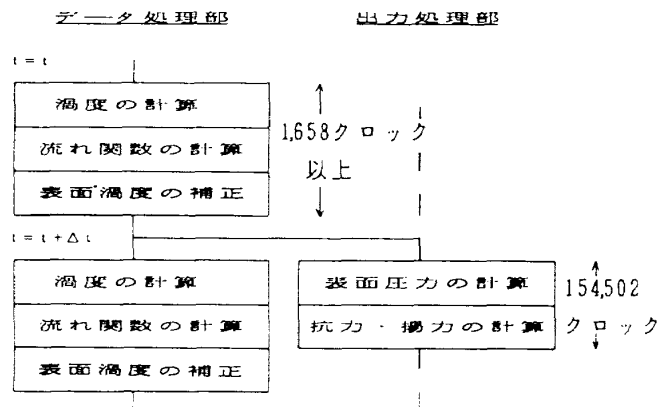 データ処理部
出力処理部
t = t
渦度の計算
流れ関数の計算
表面渦度の補正
1,658クロック
以上
t = t + Δt
渦度の計算
流れ関数の計算
表面渦度の補正
表面圧力の計算
抗力・揚力の計算
154,502
クロック